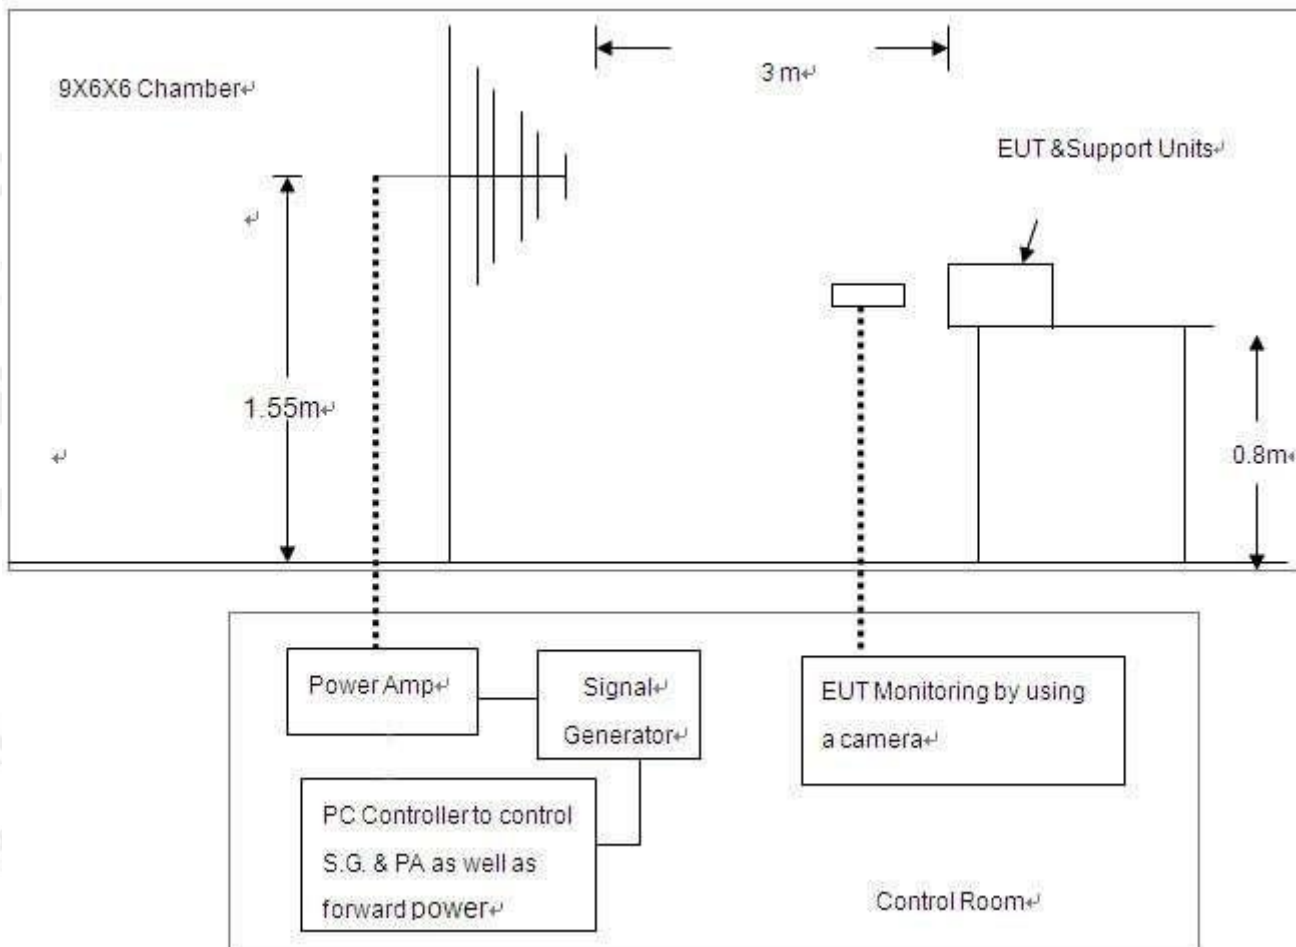 3 m↵
9X6X6 Chamber↵
EUT &Support Units↵
↵
1.55m↵
↵
0.8m↵
Power Amp↵
Signal↵
Generator↵
EUT Monitoring by using
a camera↵
PC Controller to control
S.G. & PA as well as
forward power↵
Control Room↵